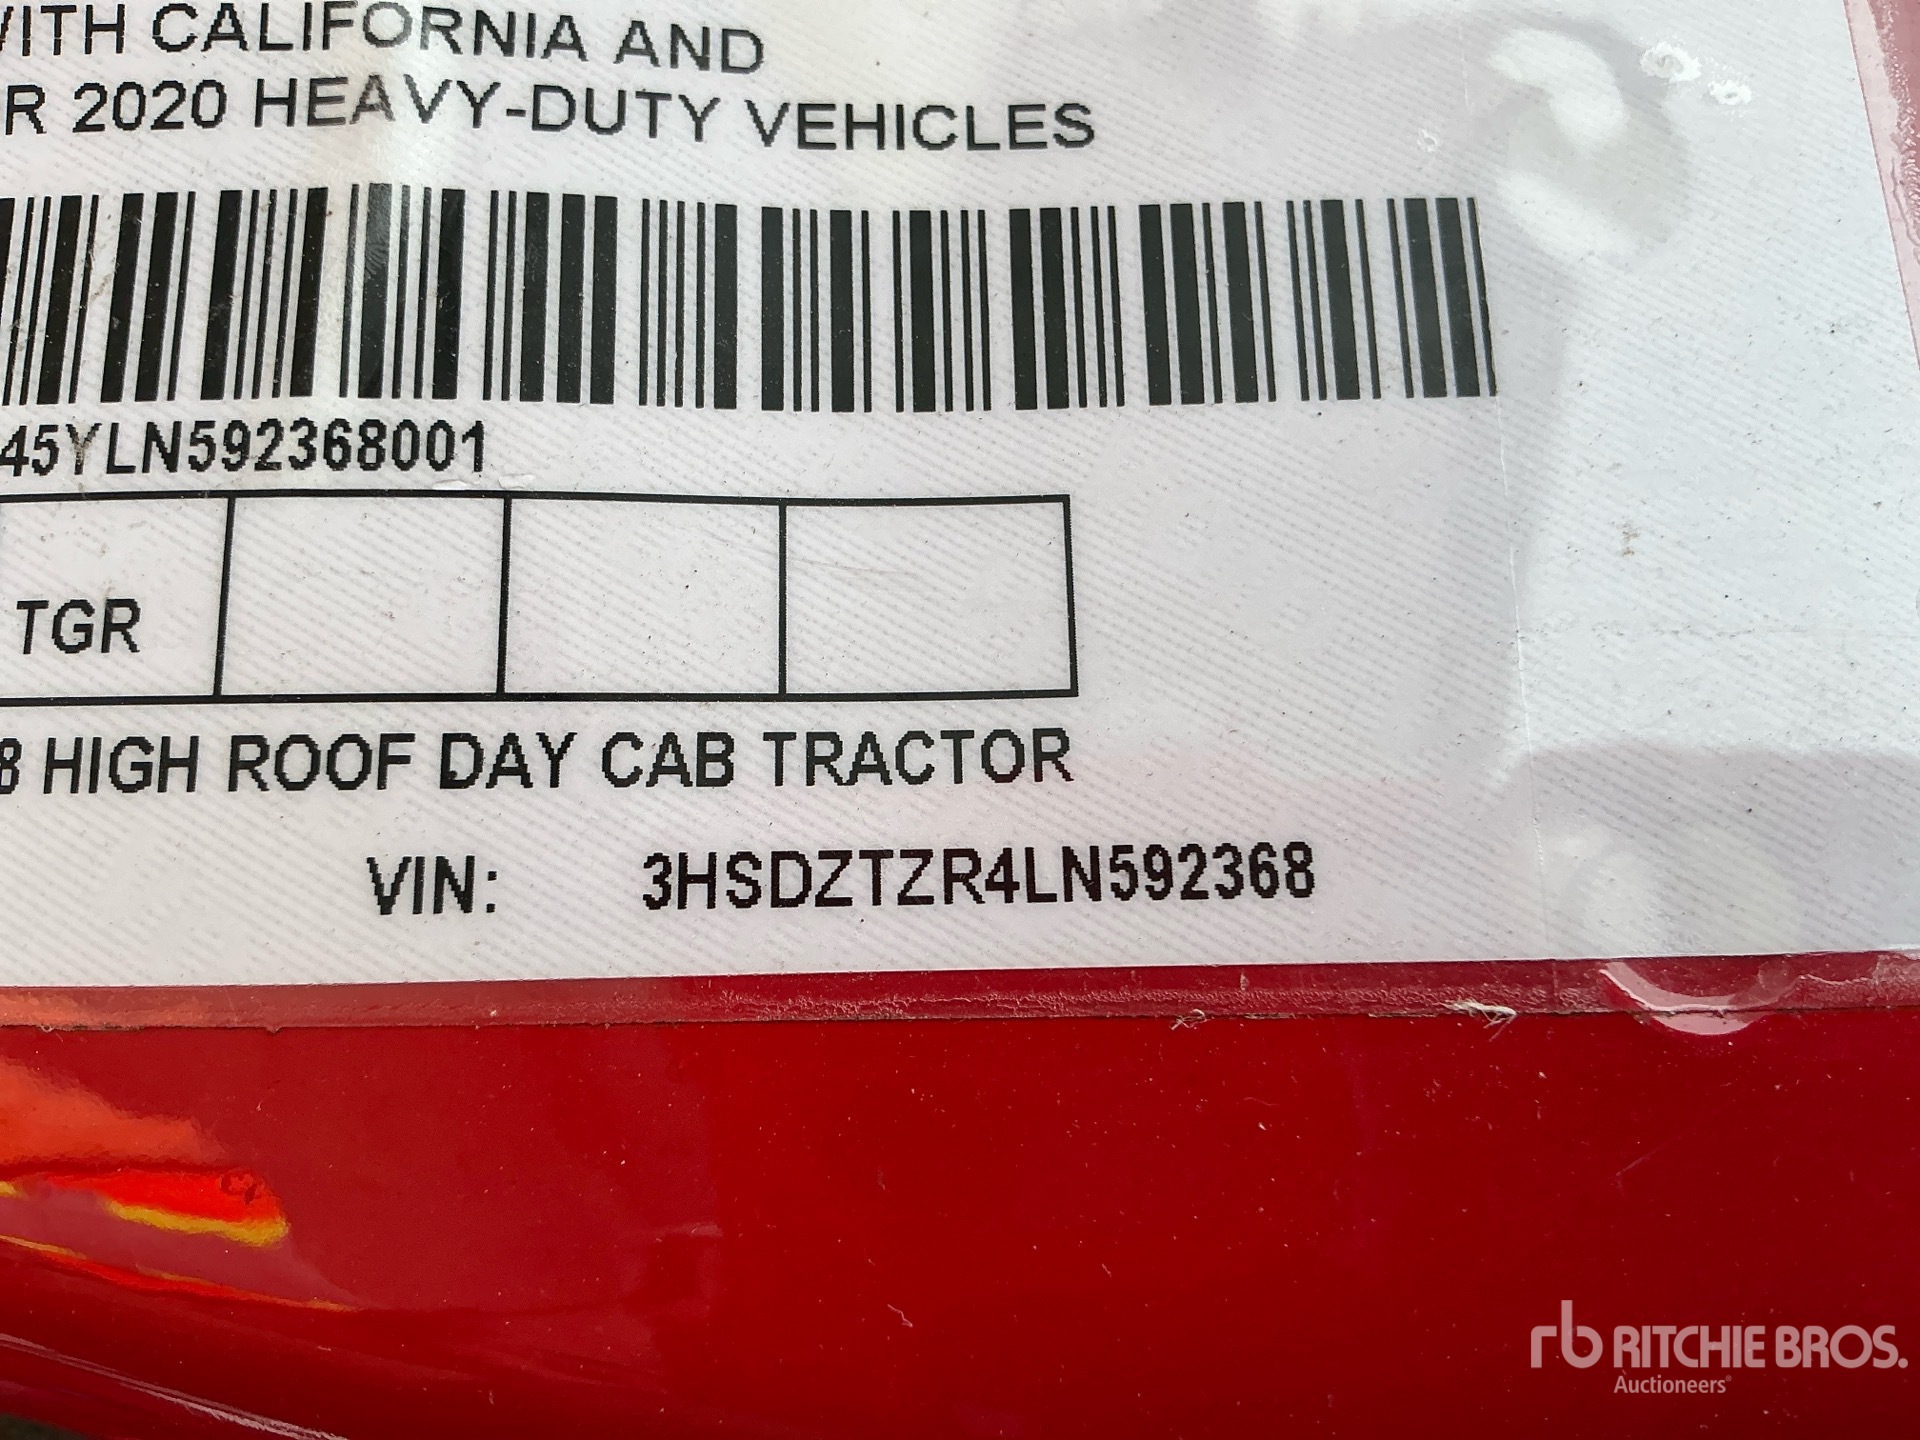 WITH CALIFORNIA AND
R 2020 HEAVY-DUTY VEHICLES
45YLN592368001
TGR
8 HIGH ROOF DAY CAB TRACTOR
VIN: 3HSDZTZR4LN592368
rb RITCHIE BROS.
Auctioneers